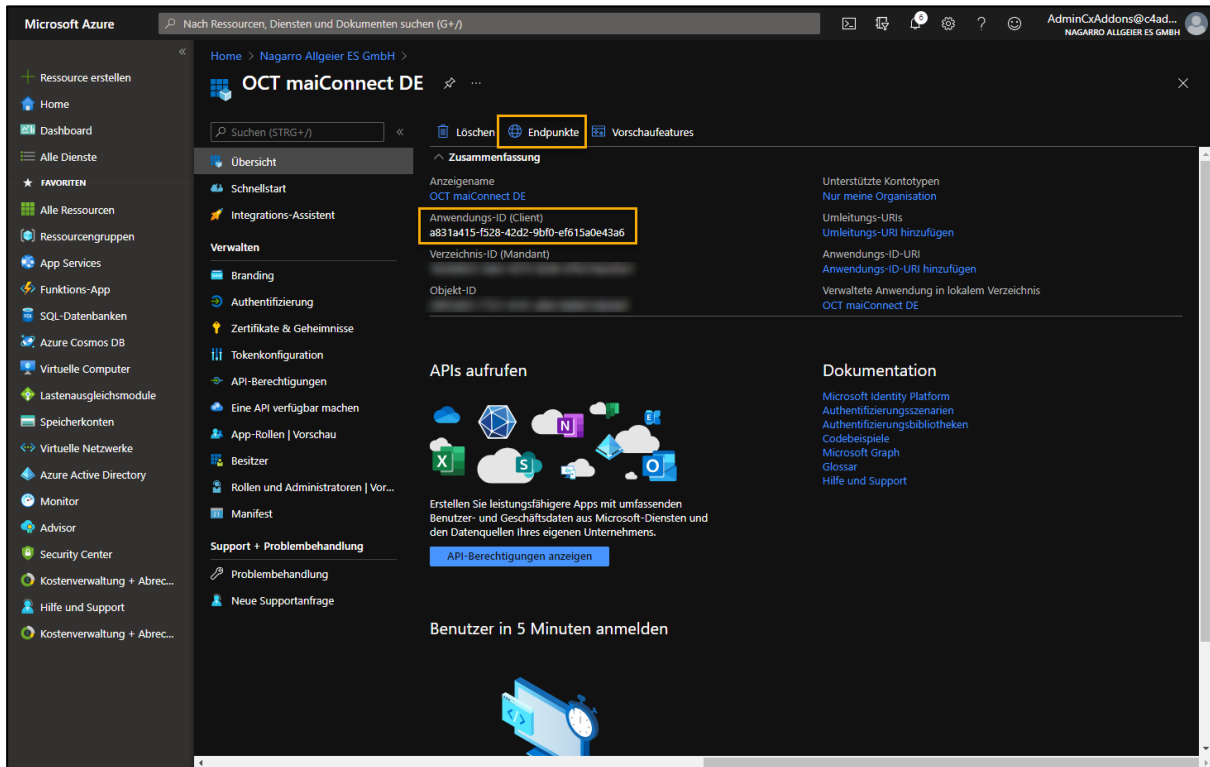 Microsoft Azure
Nach Ressourcen, Diensten und Dokumenten suchen (G+/)
6
AdminCxAddons@c4ad...
NAGARRO ALLGEIER ES GMBH
Ressource erstellen
Home
Dashboard
Alle Dienste
FAVORITEN
Alle Ressourcen
Ressourcengruppen
App Services
Funktions-App
SQL-Datenbanken
Azure Cosmos DB
Virtuelle Computer
Lastenausgleichsmodule
Speicherkonten
Virtuelle Netzwerke
Azure Active Directory
Monitor
Advisor
Security Center
Kostenverwaltung + Abrec...
Hilfe und Support
Kostenverwaltung + Abrec...
Home > Nagarro Allgeier ES GmbH >
OCT maiConnect DE
Suchen (STRG+/)
Übersicht
Schnellstart
Integrations-Assistent
Verwalten
Branding
Authentifizierung
Zertifikate & Geheimnisse
Tokenkonfiguration
API-Berechtigungen
Eine API verfügbar machen
App-Rollen | Vorschau
Besitzer
Rollen und Administratoren | Vor...
Manifest
Support + Problembehandlung
Problembehandlung
Neue Supportanfrage
Löschen Endpunkte Vorschaufeatures
Zusammenfassung
Anzeigename
OCT maiConnect DE
Anwendungs-ID (Client)
a831a415-f528-42d2-9bf0-ef615a0e43a6
Verzeichnis-ID (Mandant)
Objekt-ID
Unterstützte Kontotypen
Nur meine Organisation
Umleitungs-URIs
Umleitungs-URI hinzufügen
Anwendungs-ID-URI
Anwendungs-ID-URI hinzufügen
Verwaltete Anwendung in lokalem Verzeichnis
OCT maiConnect DE
APIs aufrufen
N
E
X
S
O
Erstellen Sie leistungsfähigere Apps mit umfassenden
Benutzer- und Geschäftsdaten aus Microsoft-Diensten und
den Datenquellen Ihres eigenen Unternehmens.
API-Berechtigungen anzeigen
Dokumentation
Microsoft Identity Platform
Authentifizierungsszenarien
Authentifizierungsbibliotheken
Codebeispiele
Microsoft Graph
Glossar
Hilfe und Support
Benutzer in 5 Minuten anmelden